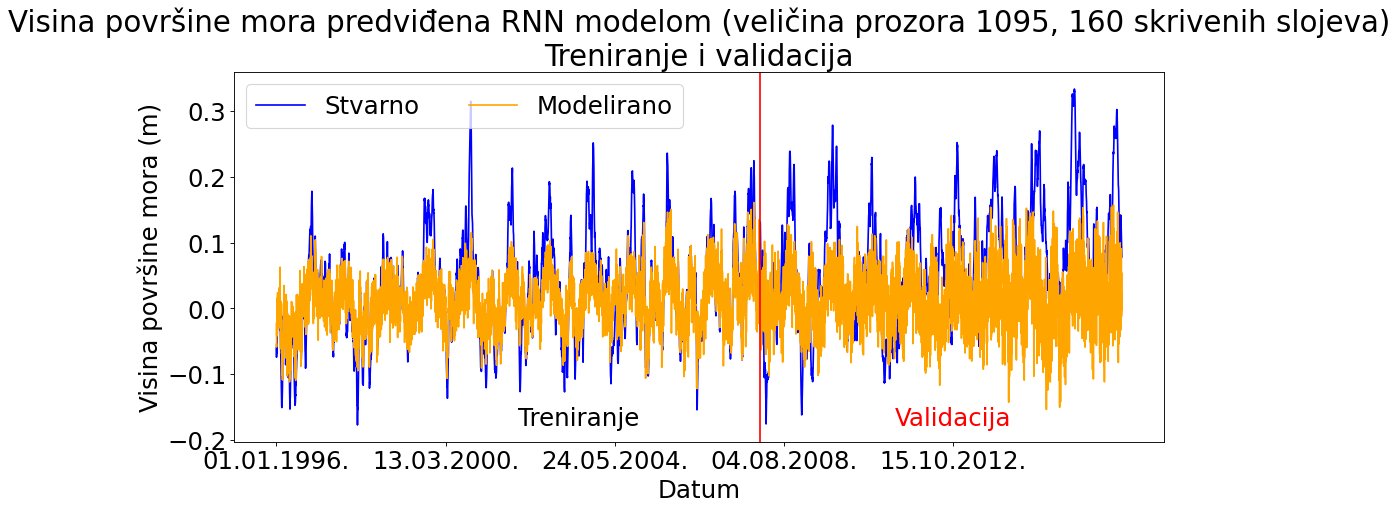 Visina površine mora predviđena RNN modelom (veličina prozora 1095, 160 skrivenih slojeva)
Treniranje i validacija
Stvarno
Modelirano
Visina površine mora (m)
0.3
0.2
0.1
0.0
−0.1
−0.2
Treniranje
Validacija
01.01.1996.
13.03.2000.
24.05.2004.
04.08.2008.
15.10.2012.
Datum